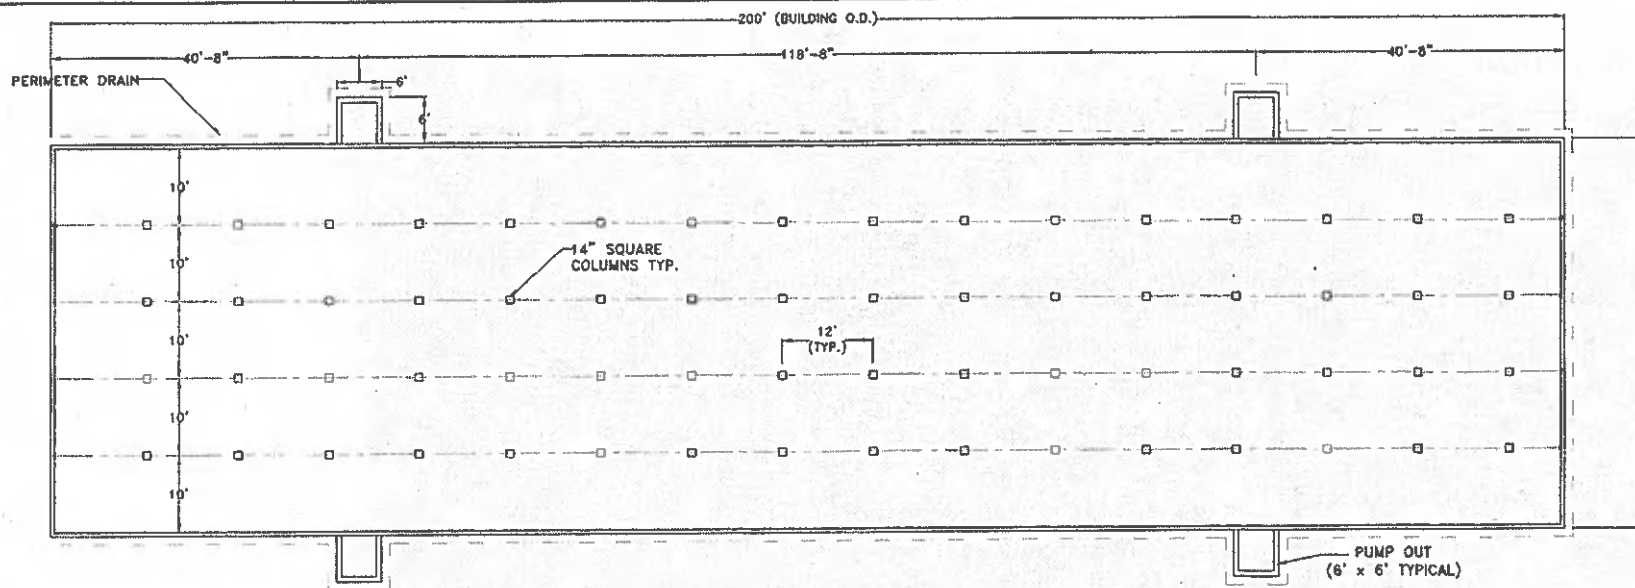 200' (BUILDING O.D.)
40'-8"
118'-8"
40'-8"
PERIMETER DRAIN
6'
6'
10'
14" SQUARE
COLUMNS TYP.
10'
10'
12'
(TYP.)
10'
10'
PUMP OUT
(6' x 6' TYPICAL)